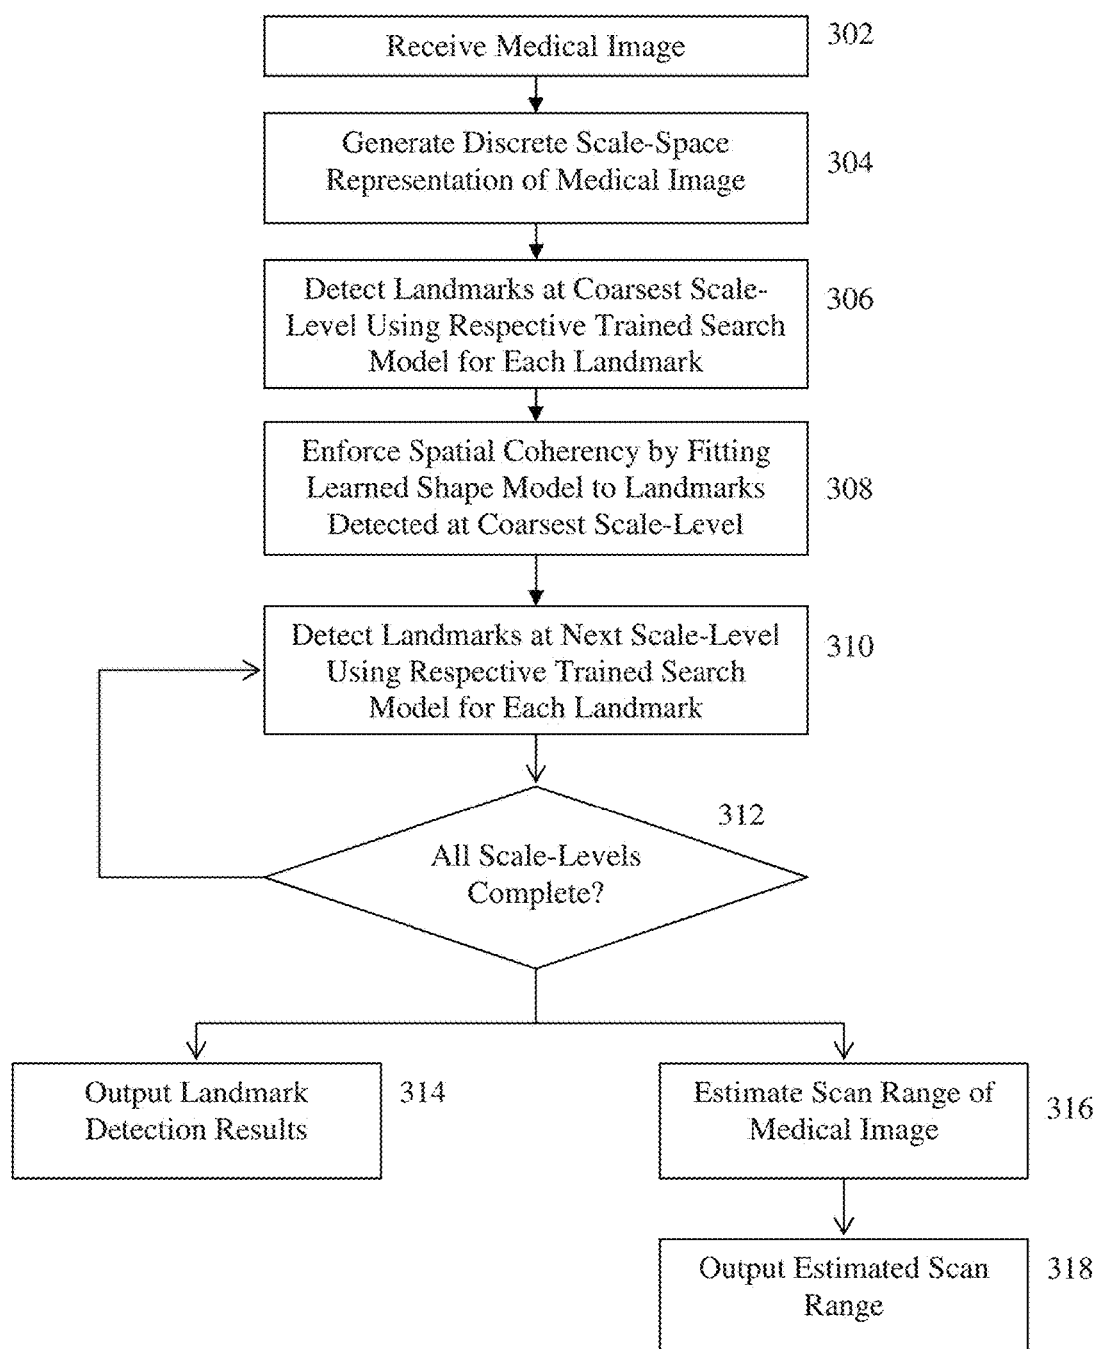 Receive Medical Image
302
Generate Discrete Scale-Space
Representation of Medical Image
304
Detect Landmarks at Coarsest Scale-
Level Using Respective Trained Search
Model for Each Landmark
306
Enforce Spatial Coherency by Fitting
Learned Shape Model to Landmarks
Detected at Coarsest Scale-Level
308
Detect Landmarks at Next Scale-Level
Using Respective Trained Search
Model for Each Landmark
310
312
All Scale-Levels
Complete?
Output Landmark
Detection Results
314
Estimate Scan Range of
Medical Image
316
Output Estimated Scan
Range
318